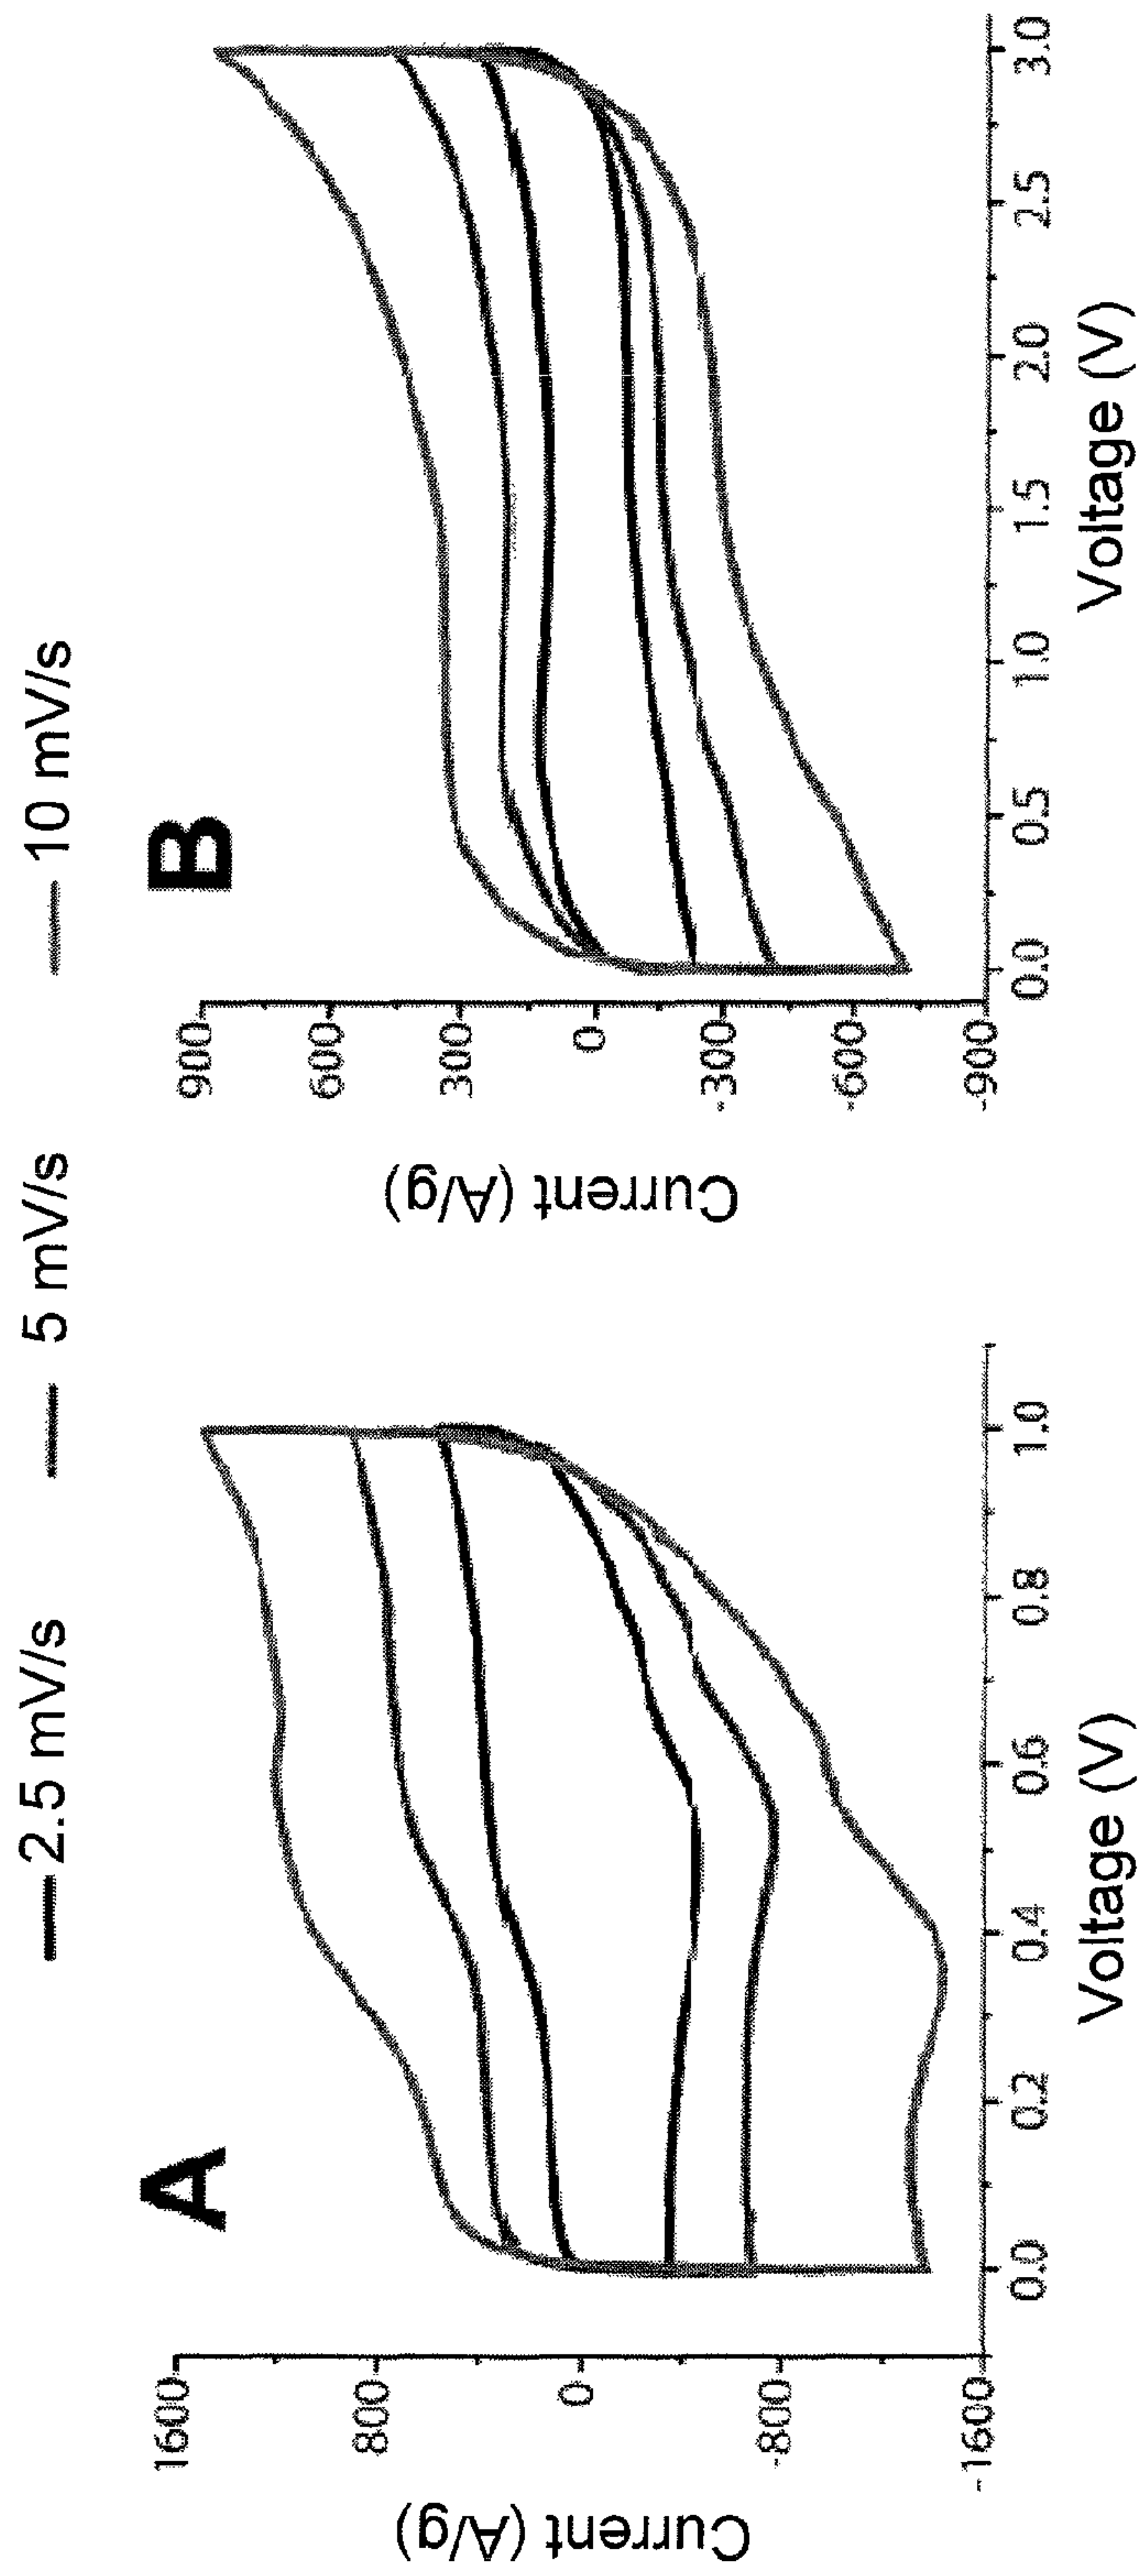 2.5 mV/s 5 mV/s 10 mV/s
A
1600
800
0
-800
-1600
Current (A/g)
0.0 0.2 0.4 0.6 0.8 1.0
Voltage (V)
B
900
600
300
0
-300
-600
-900
Current (A/g)
0.0 0.5 1.0 1.5 2.0 2.5 3.0
Voltage (V)